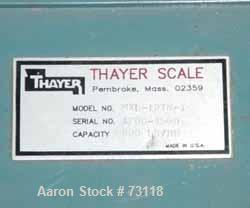 THAYER
THAYER SCALE
Pembroke, Mass. 02359
MODEL NO.
SERIAL NO.
CAPACITY
MADE IN U.S.A.
Aaron Stock # 73118